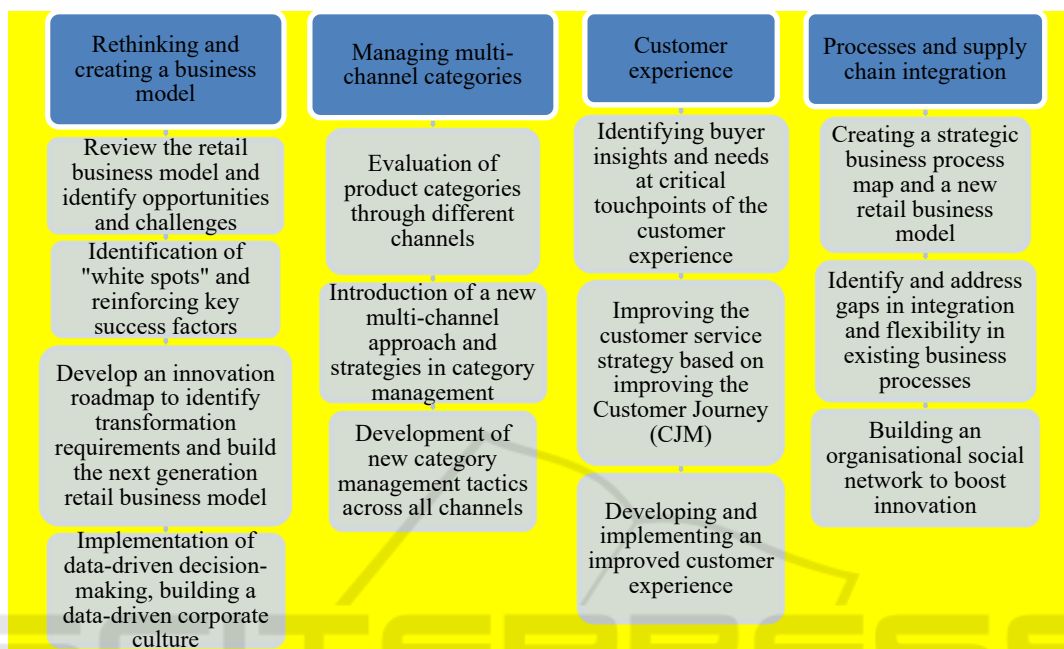 Rethinking and
creating a business
model
Review the retail
business model and
identify opportunities
and challenges
Identification of
"white spots" and
reinforcing key
success factors
Develop an innovation
roadmap to identify
transformation
requirements and build
the next generation
retail business model
Implementation of
data-driven decision-
making, building a
data-driven corporate
culture
Managing multi-
channel categories
Evaluation of
product categories
through different
channels
Introduction of a new
multi-channel
approach and
strategies in category
management
Development of
new category
management tactics
across all channels
Customer
experience
Identifying buyer
insights and needs
at critical
touchpoints of the
customer
experience
Improving the
customer service
strategy based on
improving the
Customer Journey
(CJM)
Developing and
implementing an
improved customer
experience
Processes and supply
chain integration
Creating a strategic
business process
map and a new
retail business
model
Identify and address
gaps in integration
and flexibility in
existing business
processes
Building an
organisational social
network to boost
innovation